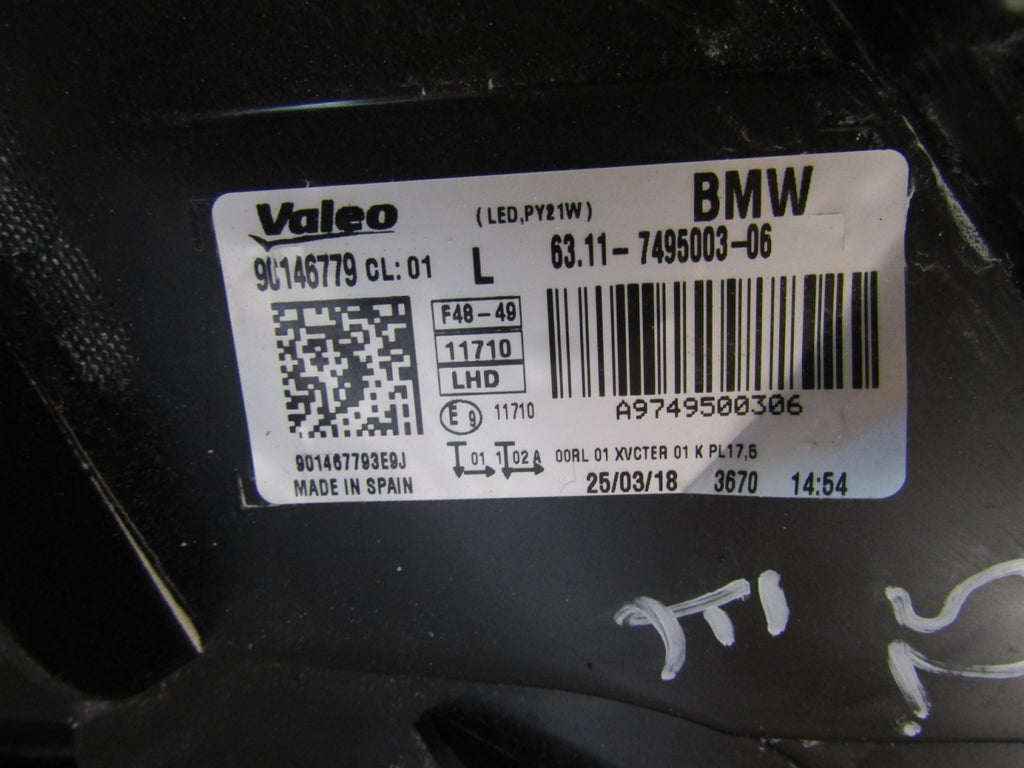 Valeo
(LED,PY21W)
BMW
90146779 CL: 01
L
63.11-7495003-06
F48-49
11710
LHD
E9 11710
A9749500306
901467793E9J
01 1 02 A
00RL 01 XVCTER 01 K PL17,5
MADE IN SPAIN
25/03/18 3670 14:54